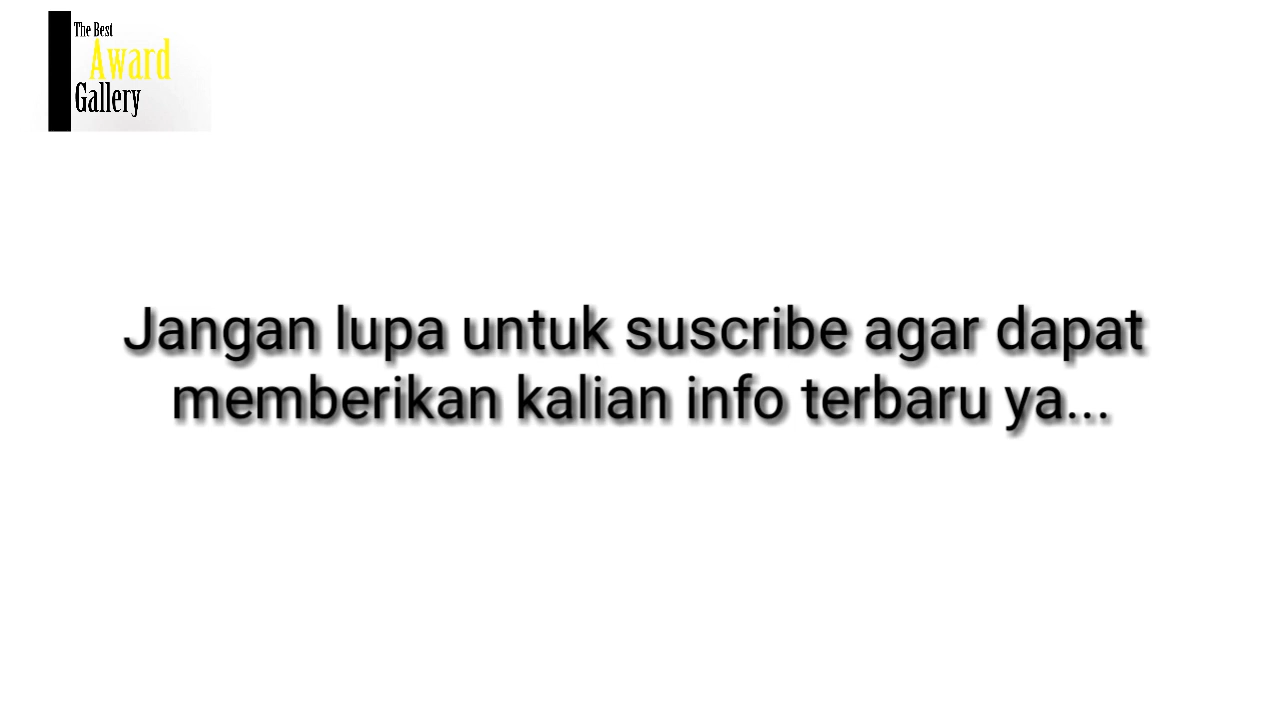 The Best
Award
Gallery
Jangan lupa untuk suscribe agar dapat
memberikan kalian info terbaru ya...